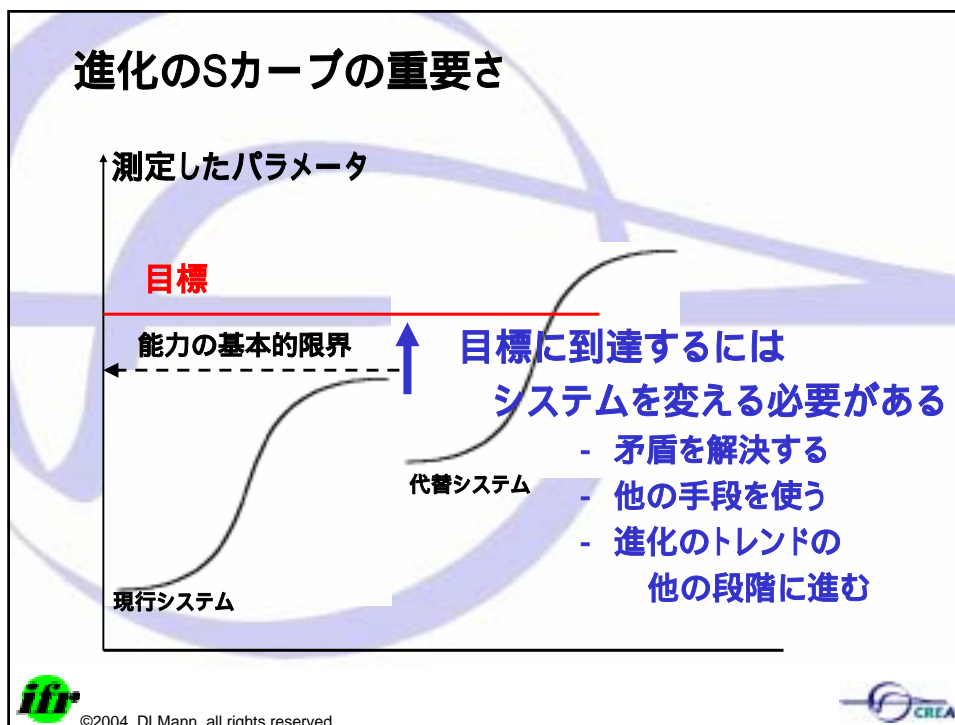 進化のSカーブの重要さ
測定したパラメータ
目標
能力の基本的限界
目標に到達するには
システムを変える必要がある
- 矛盾を解決する
- 他の手段を使う
- 進化のトレンドの
他の段階に進む
代替システム
現行システム
ifr
©2004, DLMann, all rights reserved
CREA